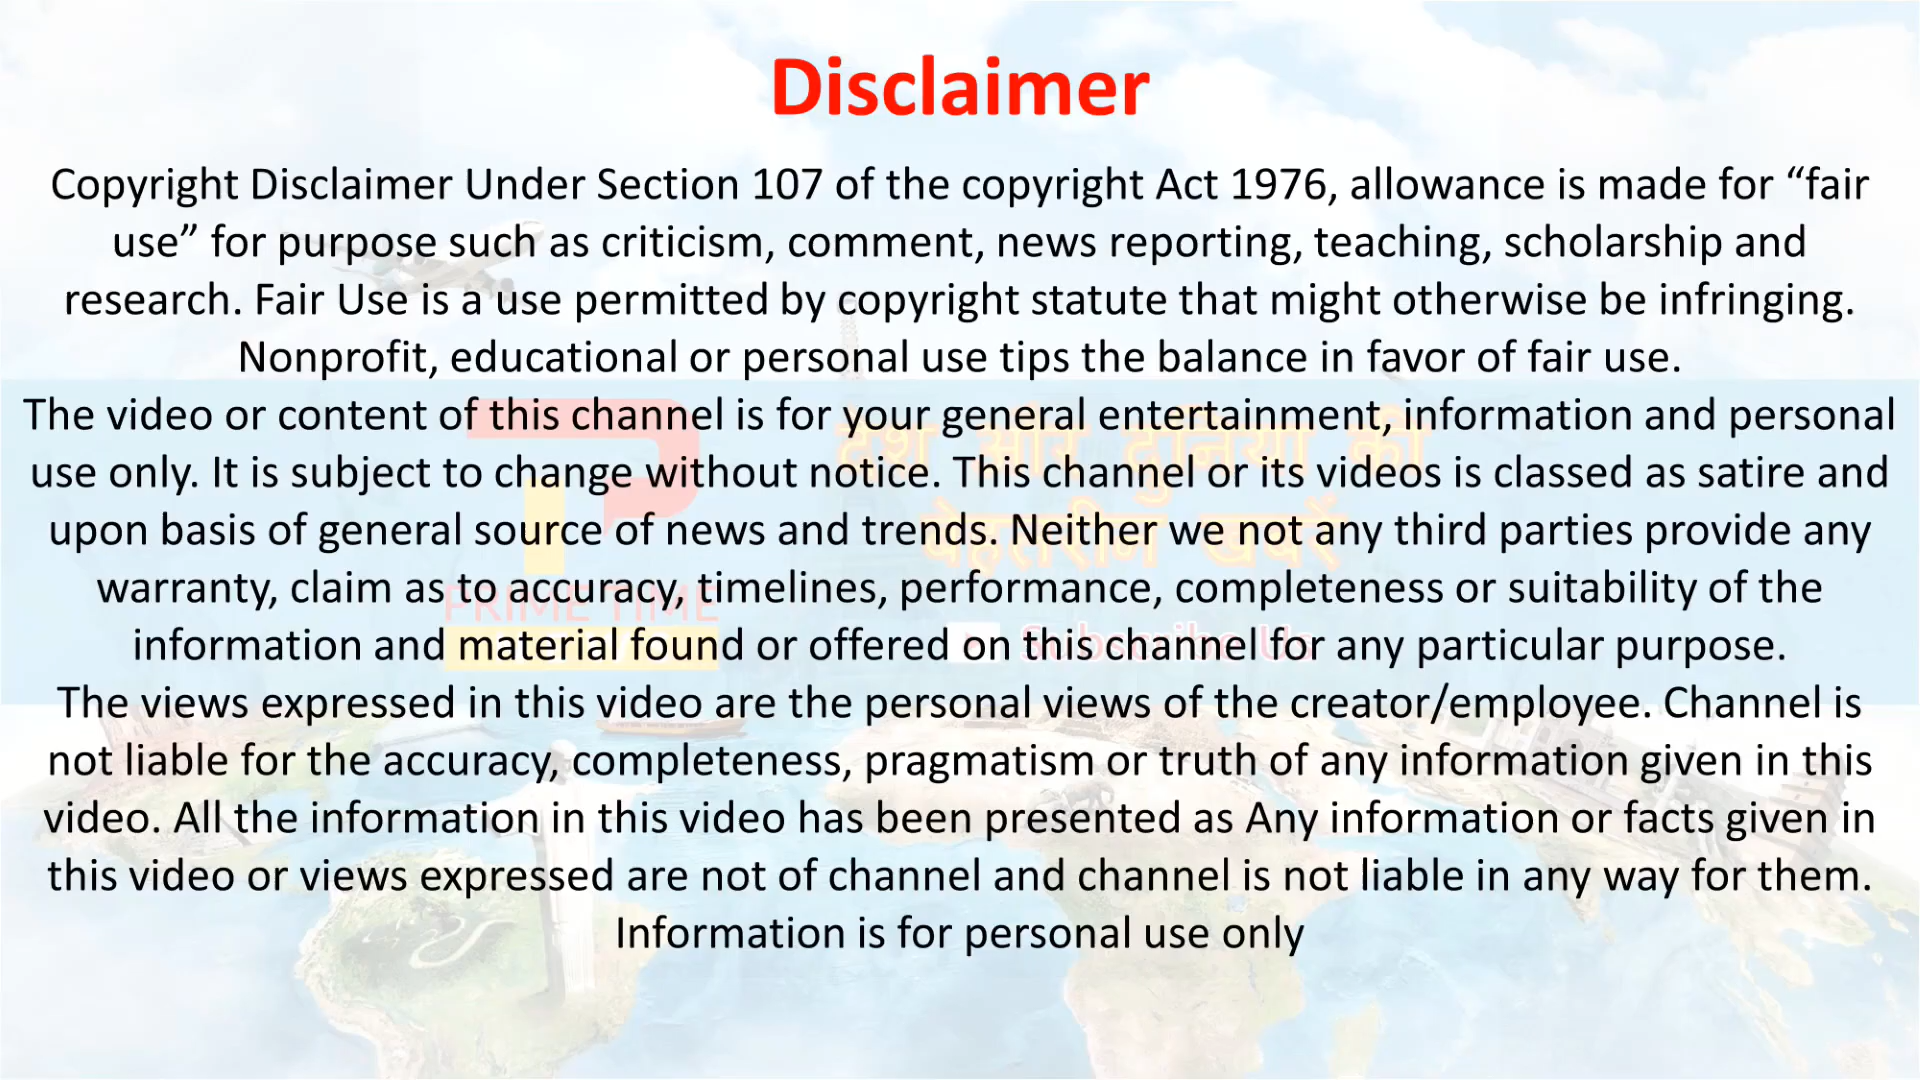 Disclaimer
Copyright Disclaimer Under Section 107 of the copyright Act 1976, allowance is made for “fair
use” for purpose such as criticism, comment, news reporting, teaching, scholarship and
research. Fair Use is a use permitted by copyright statute that might otherwise be infringing.
Nonprofit, educational or personal use tips the balance in favor of fair use.
The video or content of this channel is for your general entertainment, information and personal
use only. It is subject to change without notice. This channel or its videos is classed as satire and
upon basis of general source of news and trends. Neither we not any third parties provide any
warranty, claim as to accuracy, timelines, performance, completeness or suitability of the
information and material found or offered on this channel for any particular purpose.
The views expressed in this video are the personal views of the creator/employee. Channel is
not liable for the accuracy, completeness, pragmatism or truth of any information given in this
video. All the information in this video has been presented as Any information or facts given in
this video or views expressed are not of channel and channel is not liable in any way for them.
Information is for personal use only
देश और दुनिया की
बेहतरीन खबरें
PRIME TIME
Subscribe Us